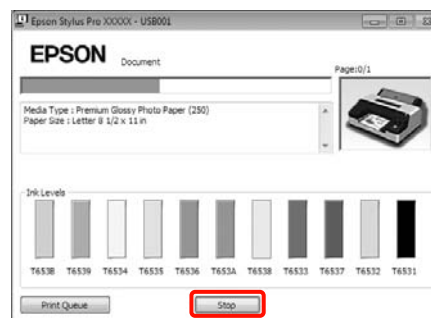 Epson Stylus Pro XXXXX - USB001
EPSON
Document
Page:0/1
Media Type : Premium Glossy Photo Paper (250)
Paper Size : Letter 8 1/2 x 11 in
Ink Levels
T653B T6539 T6534 T6535 T6536 T653A T6538 T6533 T6537 T6532 T6531
Print Queue
Stop